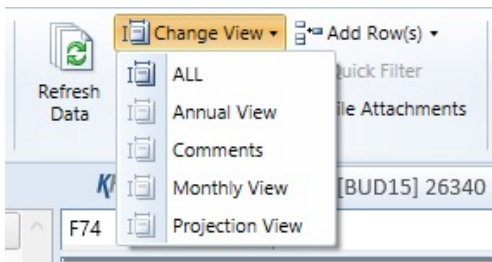 Change View
Add Row(s)
Refresh
Data
Quick Filter
ile Attachments
ALL
Annual View
Comments
Monthly View
Projection View
[BUD15] 26340
F74